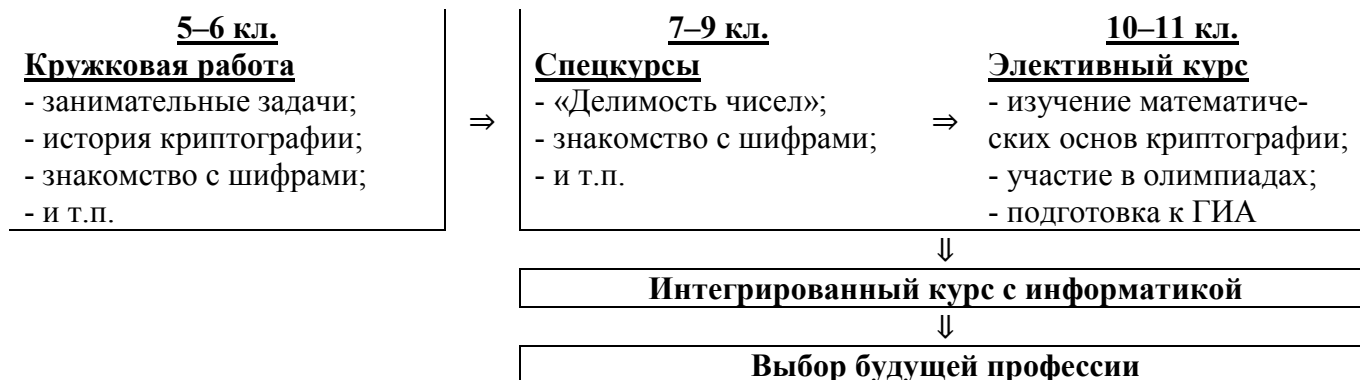 5–6 кл.
Кружковая работа
- занимательные задачи;
- история криптографии;
- знакомство с шифрами;
- и т.п.
⇒
7–9 кл.
Спецкурсы
- «Делимость чисел»;
- знакомство с шифрами;
- и т.п.
⇒
10–11 кл.
Элективный курс
- изучение математиче-
ских основ криптографии;
- участие в олимпиадах;
- подготовка к ГИА
⇓
Интегрированный курс с информатикой
⇓
Выбор будущей профессии